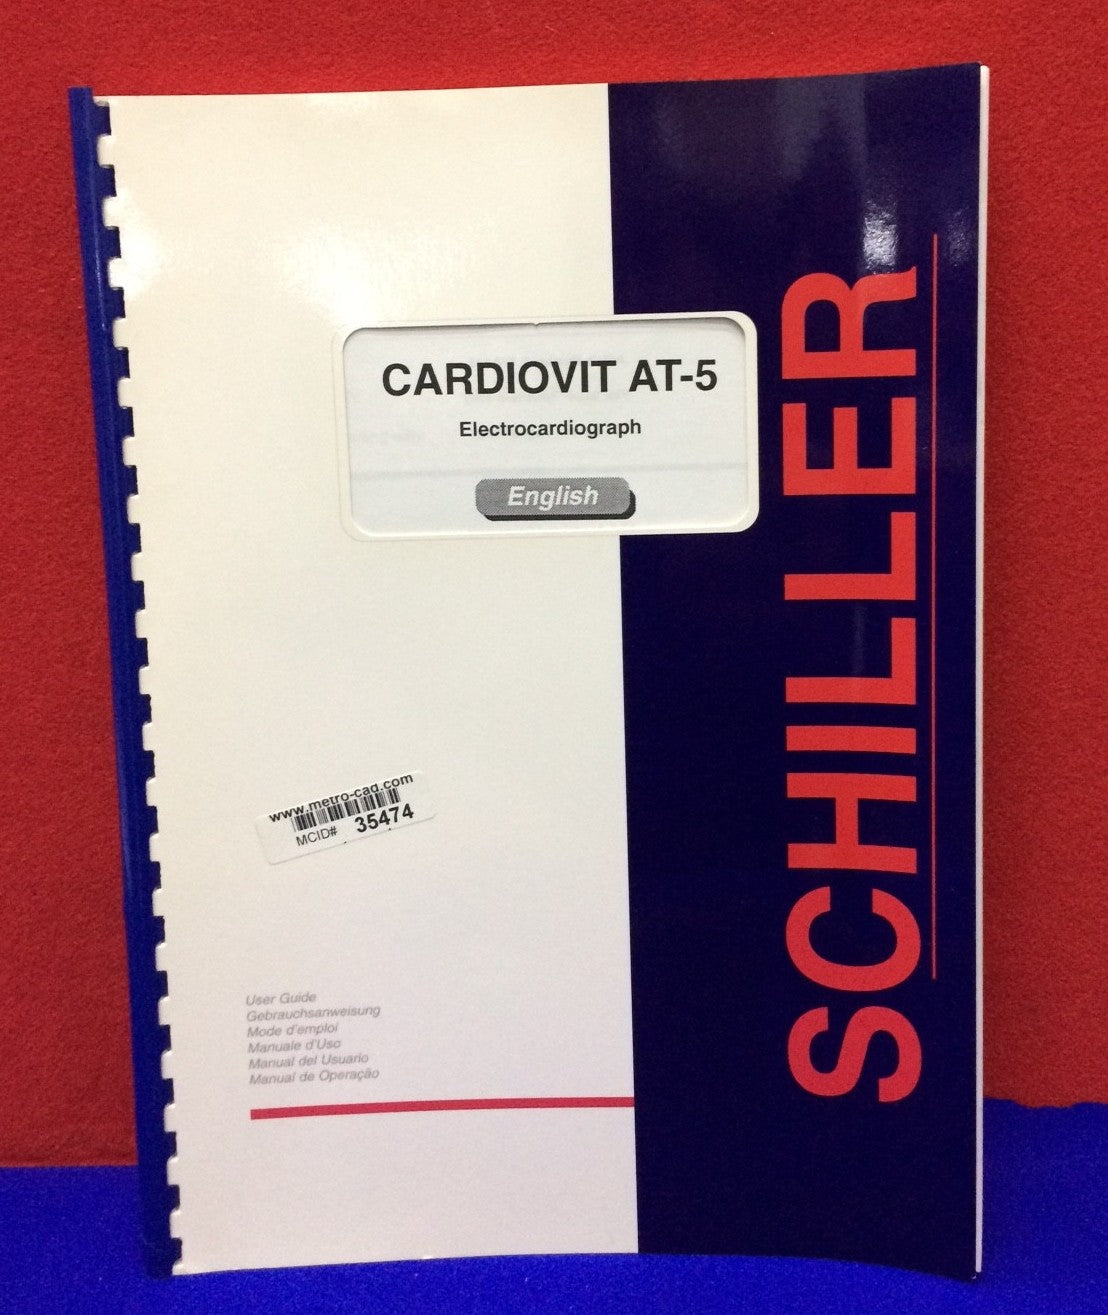 CARDIOVIT AT-5
Electrocardiograph
English
SCHILLER
www.metro-cad.com
MCID# 35474
User Guide
Gebrauchsanweisung
Mode d'emploi
Manuale d'Uso
Manual del Usuario
Manual de Operação